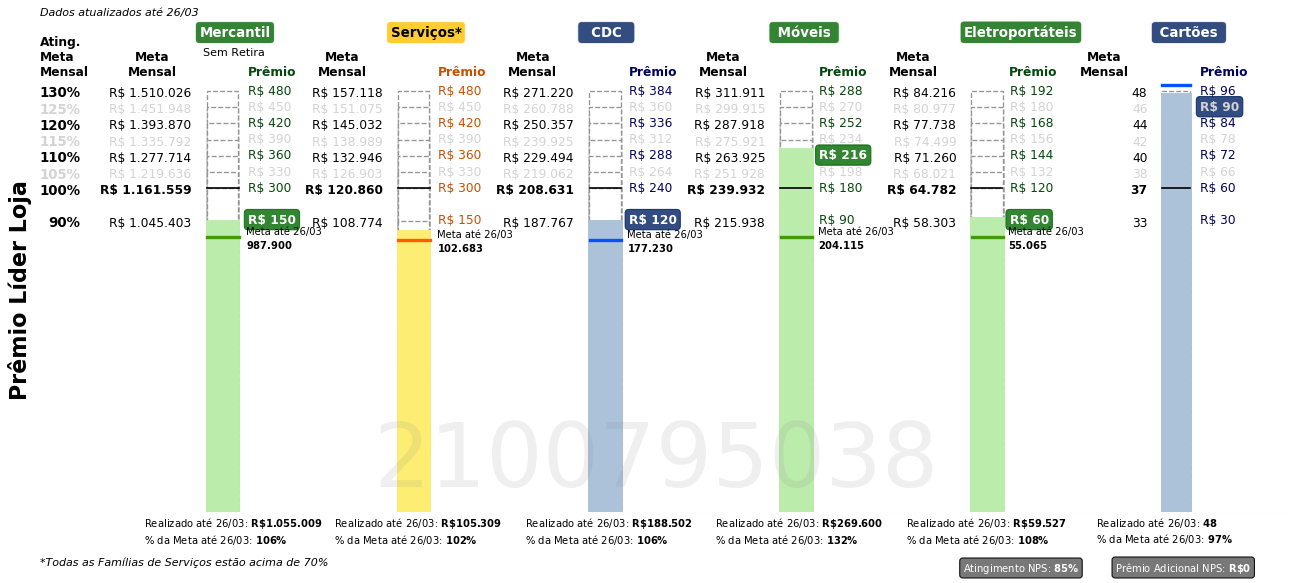 Dados atualizados até 26/03
Mercantil Serviços* CDC Móveis Eletroportáteis Cartões
Sem Retira
Ating. Meta Mensal
Meta Mensal Prêmio Meta Mensal Prêmio Meta Mensal Prêmio Meta Mensal Prêmio Meta Mensal Prêmio Meta Mensal Prêmio
130% R$ 1.510.026 R$ 480 R$ 157.118 R$ 480 R$ 271.220 R$ 384 R$ 311.911 R$ 288 R$ 84.216 R$ 192 48 R$ 96
125% R$ 1.451.948 R$ 450 R$ 151.075 R$ 450 R$ 260.788 R$ 360 R$ 299.915 R$ 270 R$ 80.977 R$ 180 46 R$ 90
120% R$ 1.393.870 R$ 420 R$ 145.032 R$ 420 R$ 250.357 R$ 336 R$ 287.918 R$ 252 R$ 77.738 R$ 168 44 R$ 84
115% R$ 1.335.792 R$ 390 R$ 138.989 R$ 390 R$ 239.925 R$ 312 R$ 275.921 R$ 234 R$ 74.499 R$ 156 42 R$ 78
110% R$ 1.277.714 R$ 360 R$ 132.946 R$ 360 R$ 229.494 R$ 288 R$ 263.925 R$ 216 R$ 71.260 R$ 144 40 R$ 72
105% R$ 1.219.636 R$ 330 R$ 126.903 R$ 330 R$ 219.062 R$ 264 R$ 251.928 R$ 198 R$ 68.021 R$ 132 38 R$ 66
100% R$ 1.161.559 R$ 300 R$ 120.860 R$ 300 R$ 208.631 R$ 240 R$ 239.932 R$ 180 R$ 64.782 R$ 120 37 R$ 60
90% R$ 1.045.403 R$ 150 R$ 108.774 R$ 150 R$ 187.767 R$ 120 R$ 215.938 R$ 90 R$ 58.303 R$ 60 33 R$ 30
Meta até 26/03 Meta até 26/03 Meta até 26/03 Meta até 26/03 Meta até 26/03
987.900 102.683 177.230 204.115 55.065
Prêmio Líder Loja
2100795038
Realizado até 26/03: R$1.055.009 Realizado até 26/03: R$105.309 Realizado até 26/03: R$188.502 Realizado até 26/03: R$269.600 Realizado até 26/03: R$59.527 Realizado até 26/03: 48
% da Meta até 26/03: 106% % da Meta até 26/03: 102% % da Meta até 26/03: 106% % da Meta até 26/03: 132% % da Meta até 26/03: 108% % da Meta até 26/03: 97%
*Todas as Famílias de Serviços estão acima de 70%
Atingimento NPS: 85% Prêmio Adicional NPS: R$0